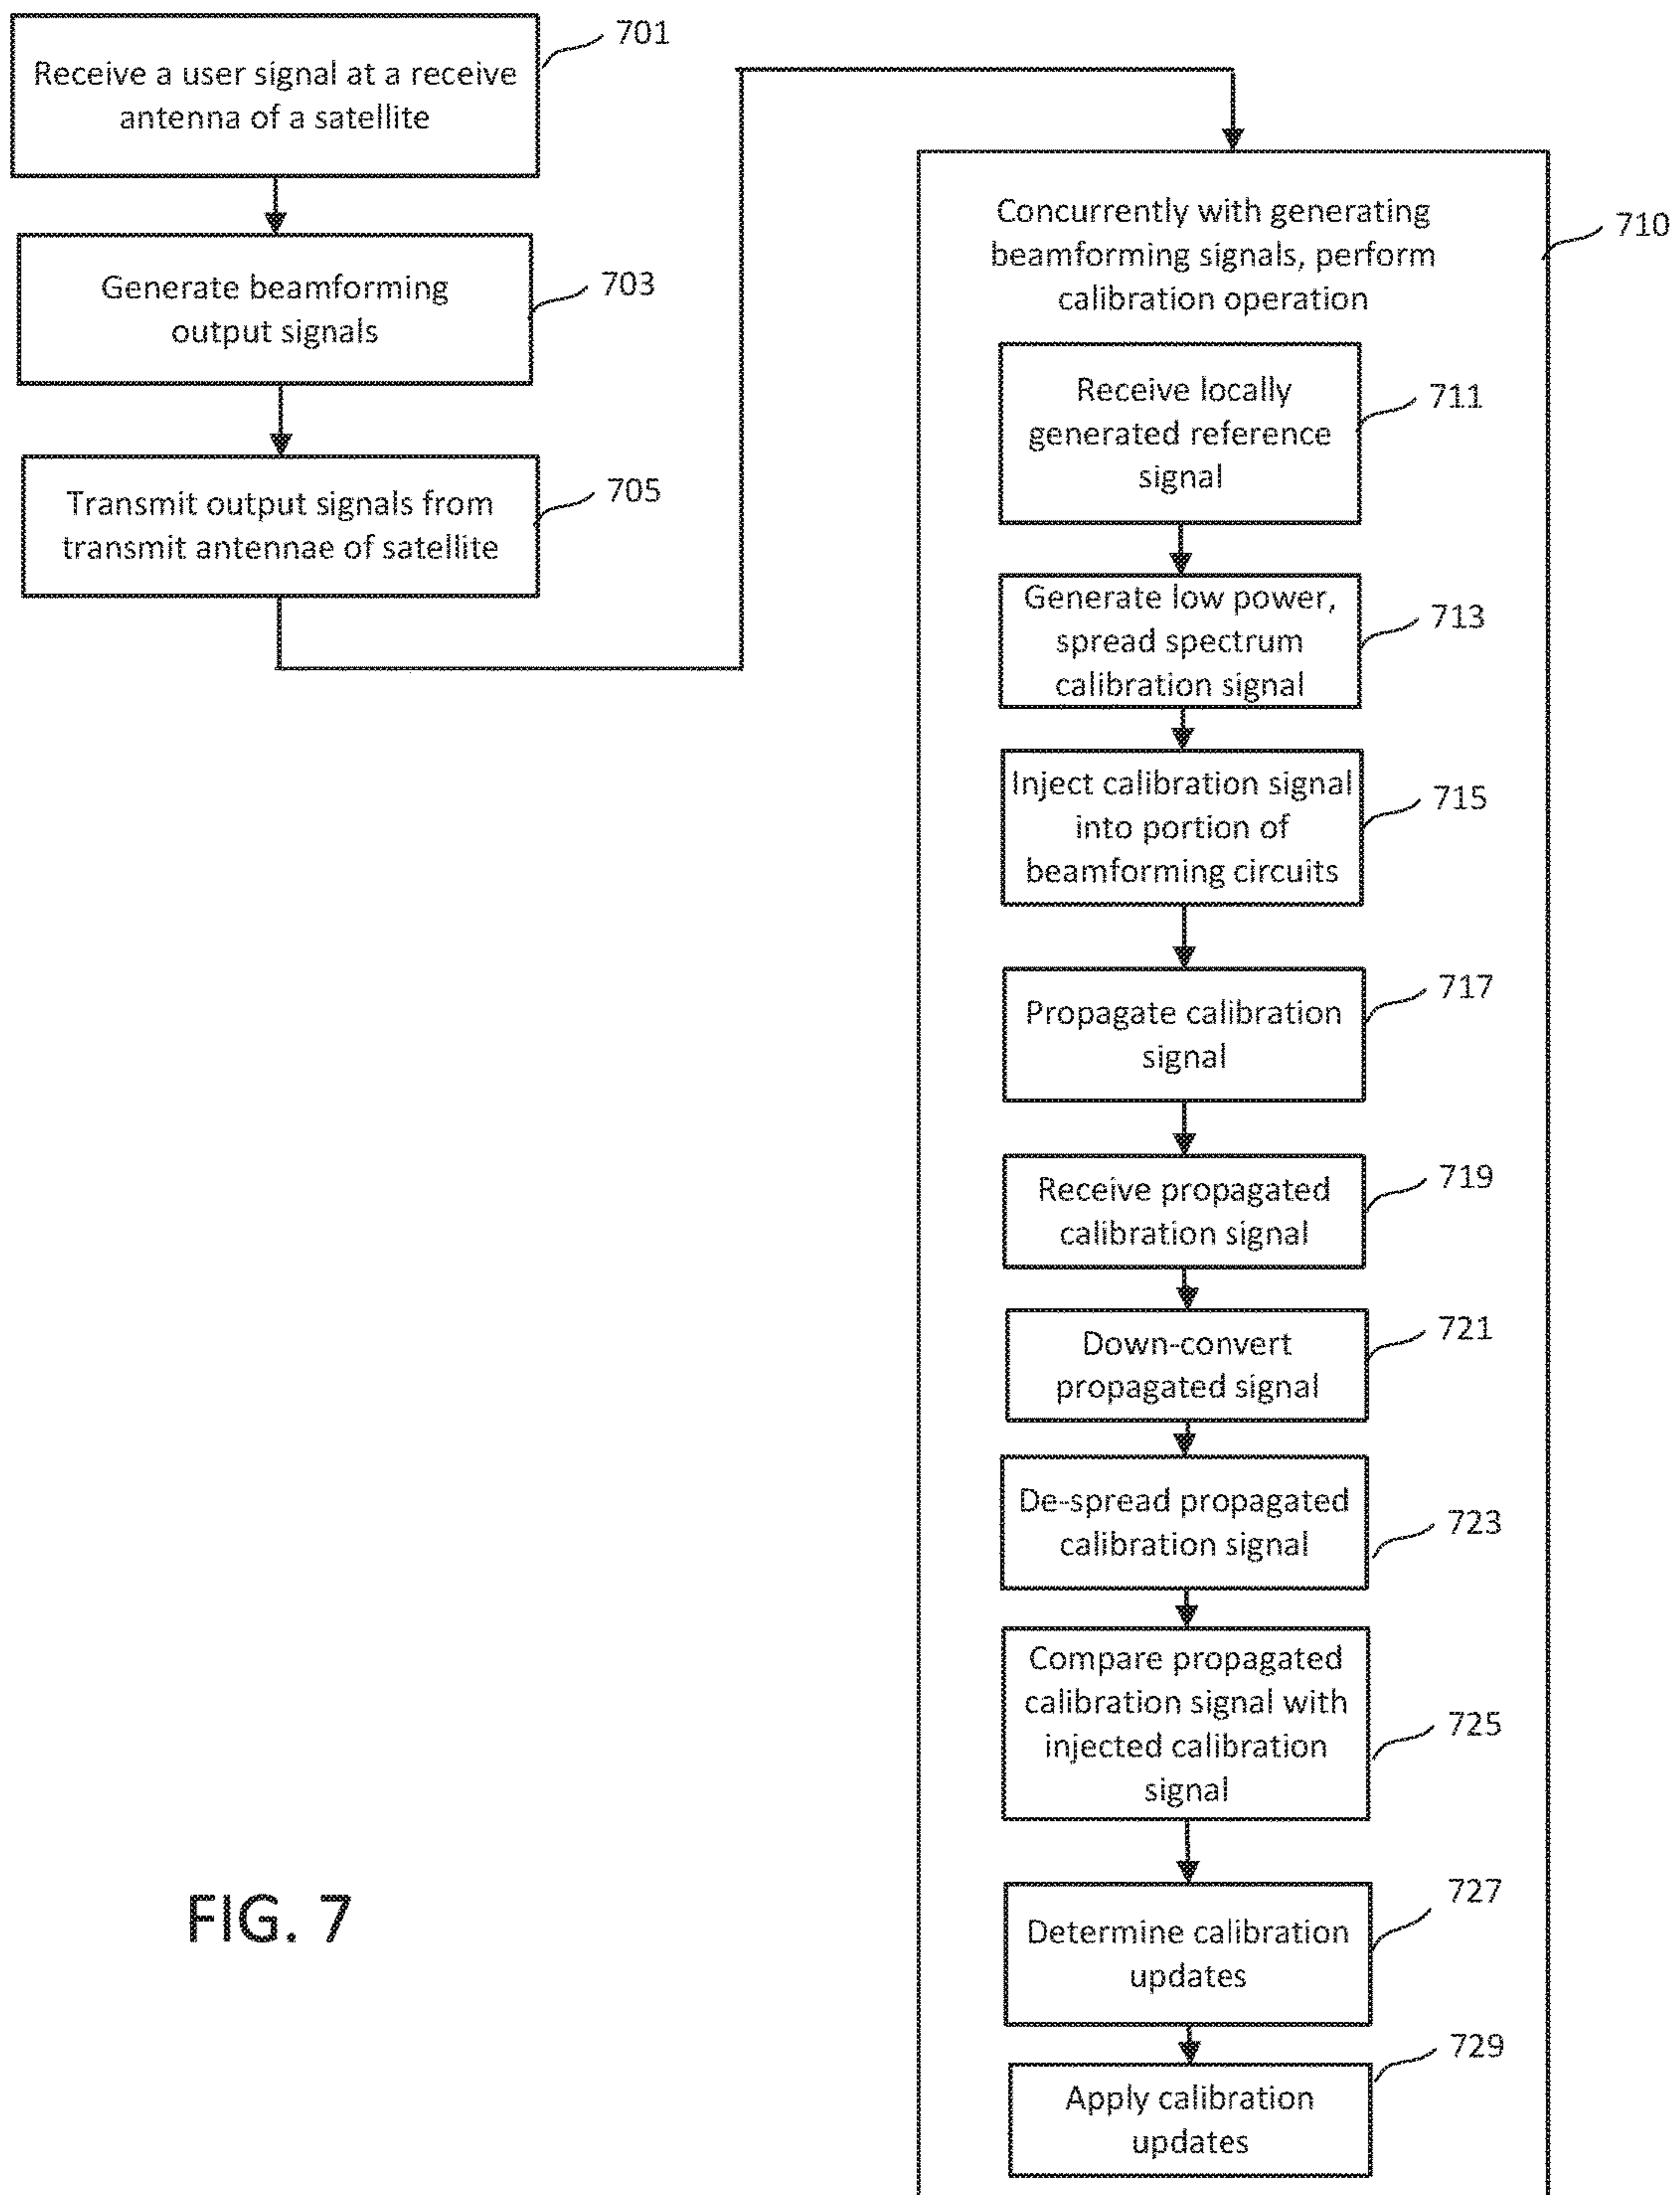 Receive a user signal at a receive
antenna of a satellite
701
Generate beamforming
output signals
703
Transmit output signals from
transmit antennae of satellite
705
Concurrently with generating
beamforming signals, perform
calibration operation
710
Receive locally
generated reference
signal
711
Generate low power,
spread spectrum
calibration signal
713
Inject calibration signal
into portion of
beamforming circuits
715
Propagate calibration
signal
717
Receive propagated
calibration signal
719
Down-convert
propagated signal
721
De-spread propagated
calibration signal
723
Compare propagated
calibration signal with
injected calibration
signal
725
Determine calibration
updates
727
Apply calibration
updates
729
FIG. 7